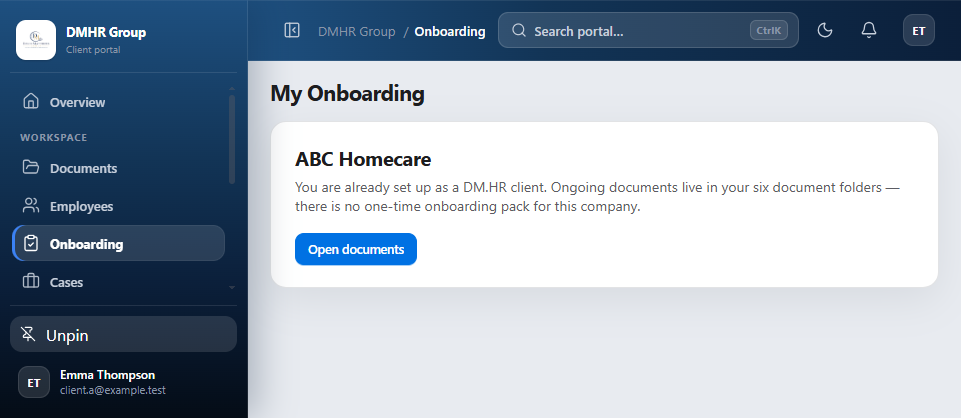 DMHR Group
Client portal
Overview
WORKSPACE
Documents
Employees
Onboarding
Cases
Unpin
ET
Emma Thompson
client.a@example.test
DMHR Group / Onboarding
Search portal...
CtrlK
ET
My Onboarding
ABC Homecare
You are already set up as a DM.HR client. Ongoing documents live in your six document folders —
there is no one-time onboarding pack for this company.
Open documents